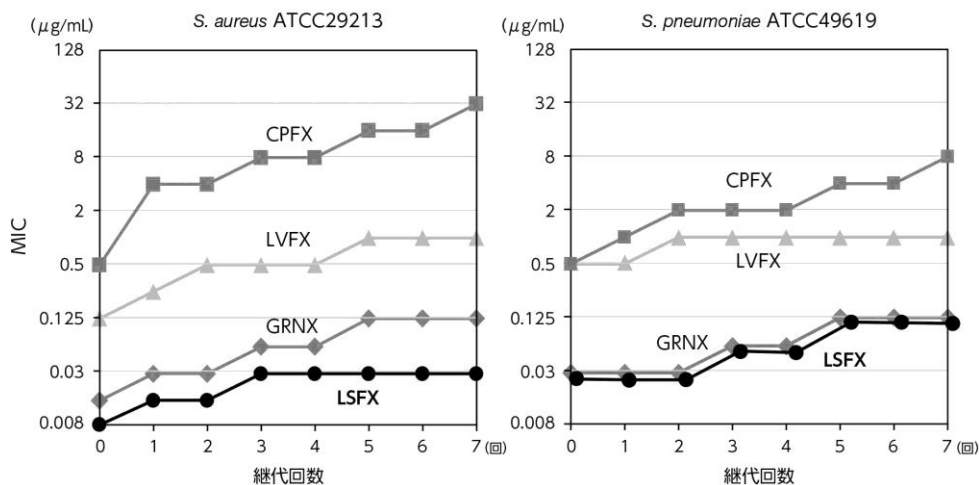 S. aureus ATCC29213
(μg/mL)
128
32
8
2
0.5
0.125
0.03
0.008
MIC
CPFX
LVFX
GRNX
LSFX
0 1 2 3 4 5 6 7 (回)
継代回数
S. pneumoniae ATCC49619
(μg/mL)
128
32
8
2
0.5
0.125
0.03
0.008
CPFX
LVFX
GRNX
LSFX
0 1 2 3 4 5 6 7 (回)
継代回数